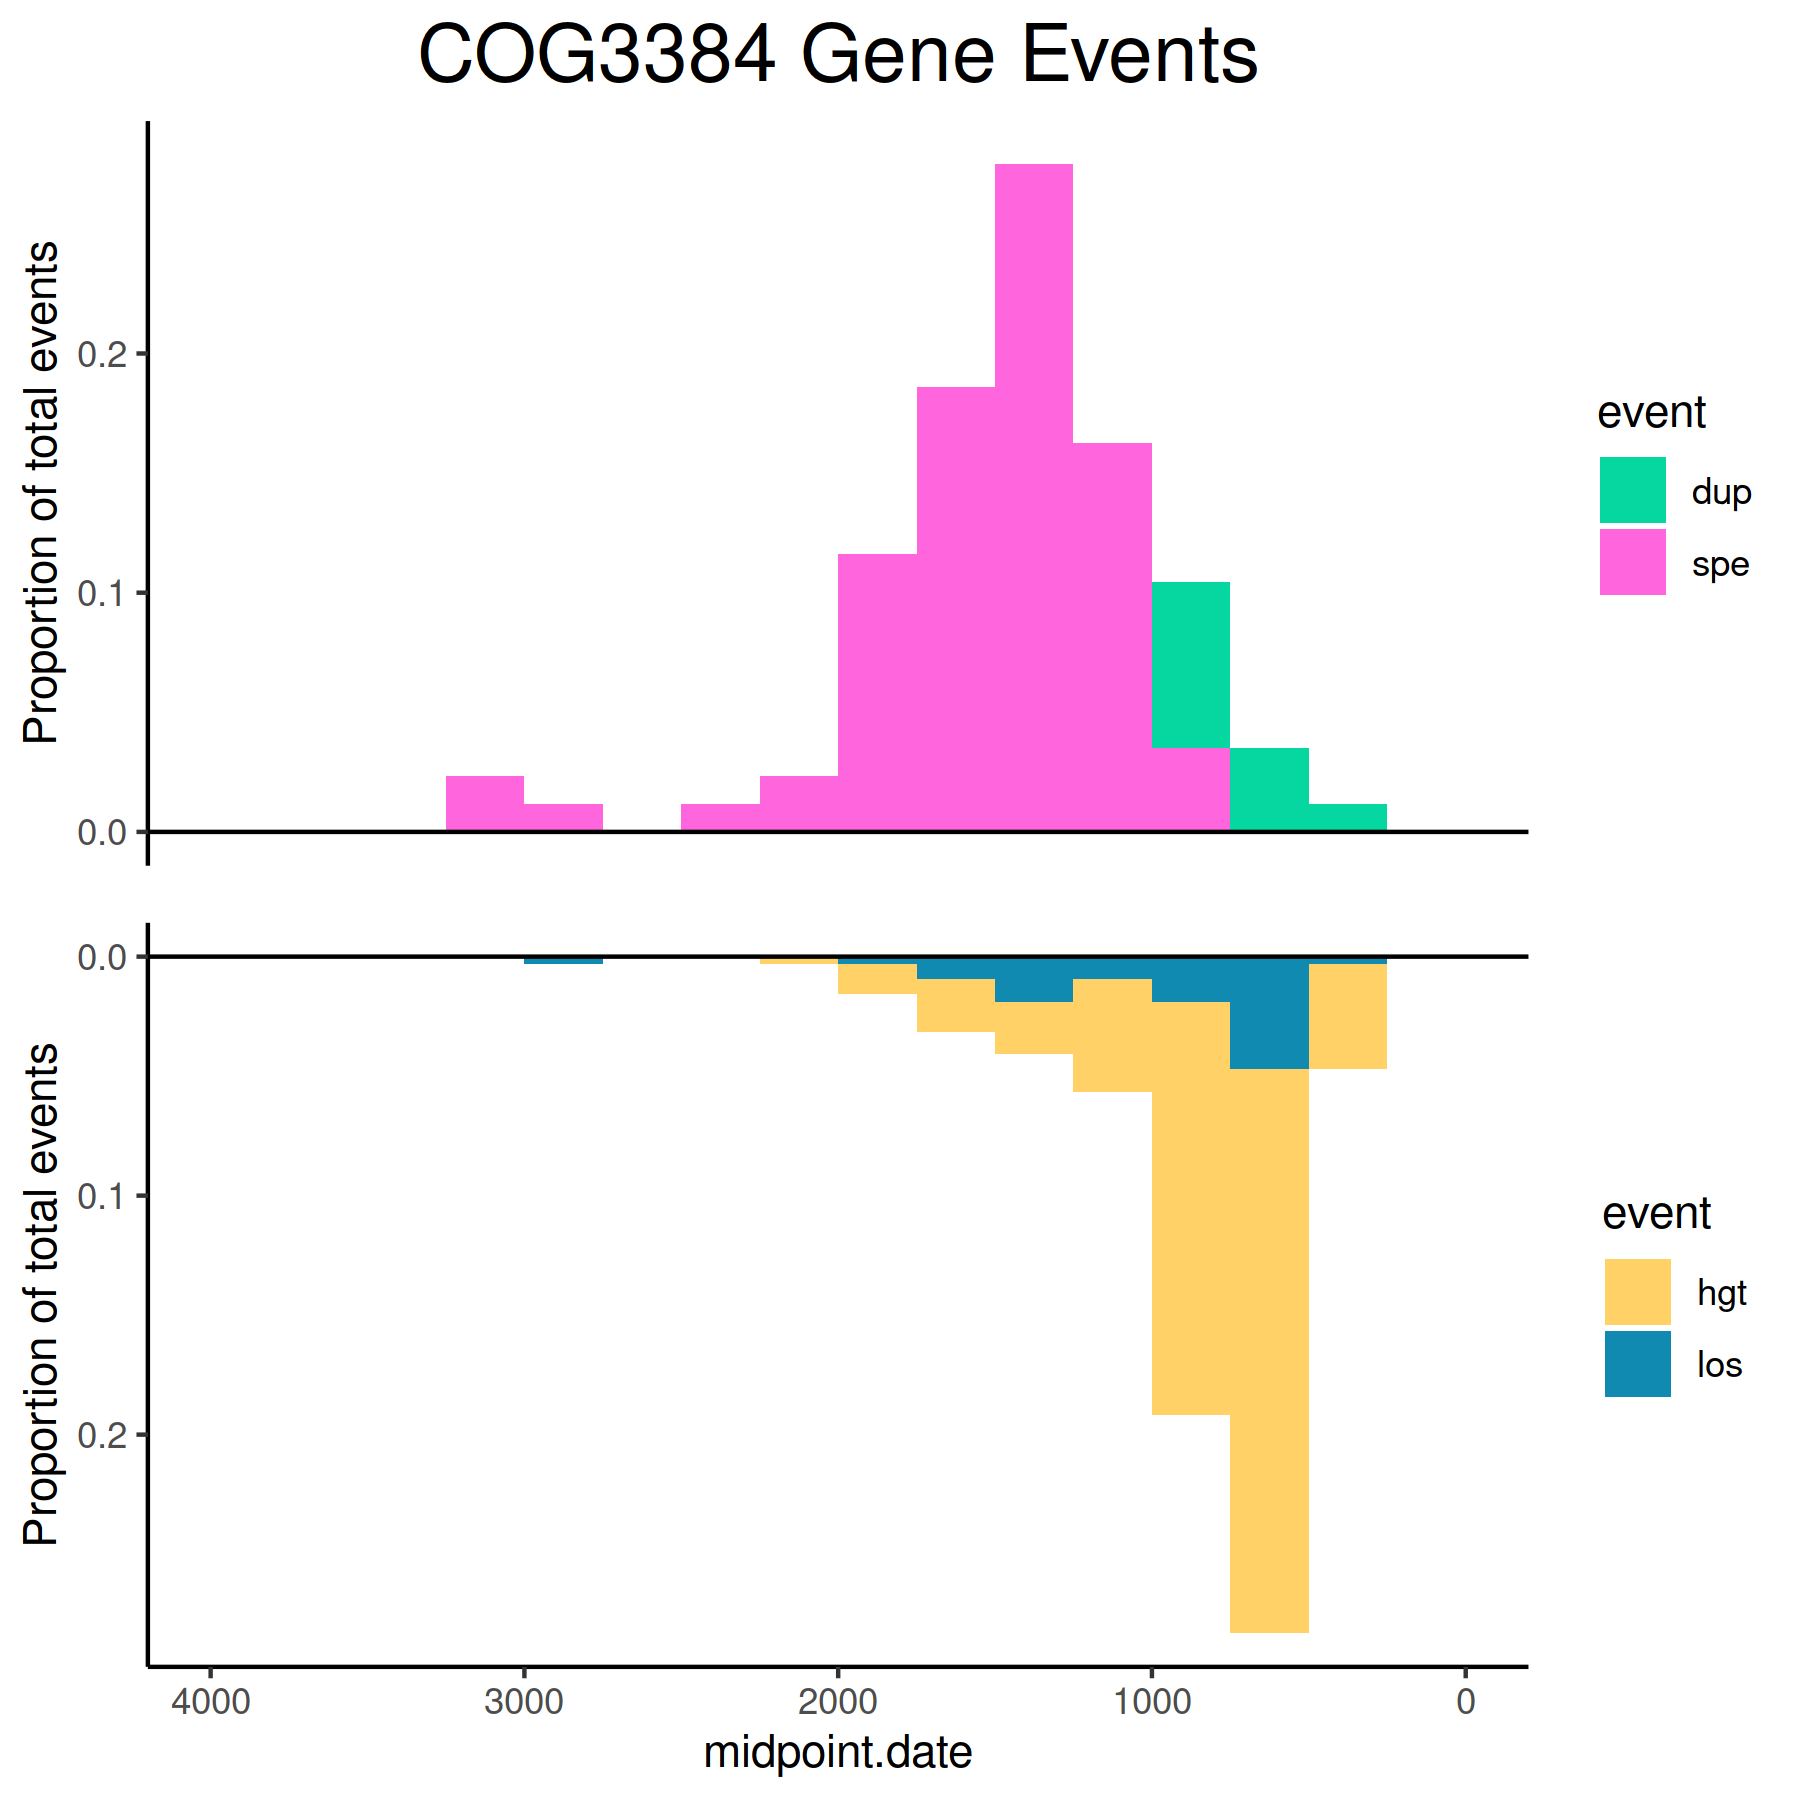 COG3384 Gene Events
Proportion of total events
0.2
0.1
0.0
event
dup
spe
Proportion of total events
0.0
0.1
0.2
event
hgt
los
4000 3000 2000 1000 0
midpoint.date